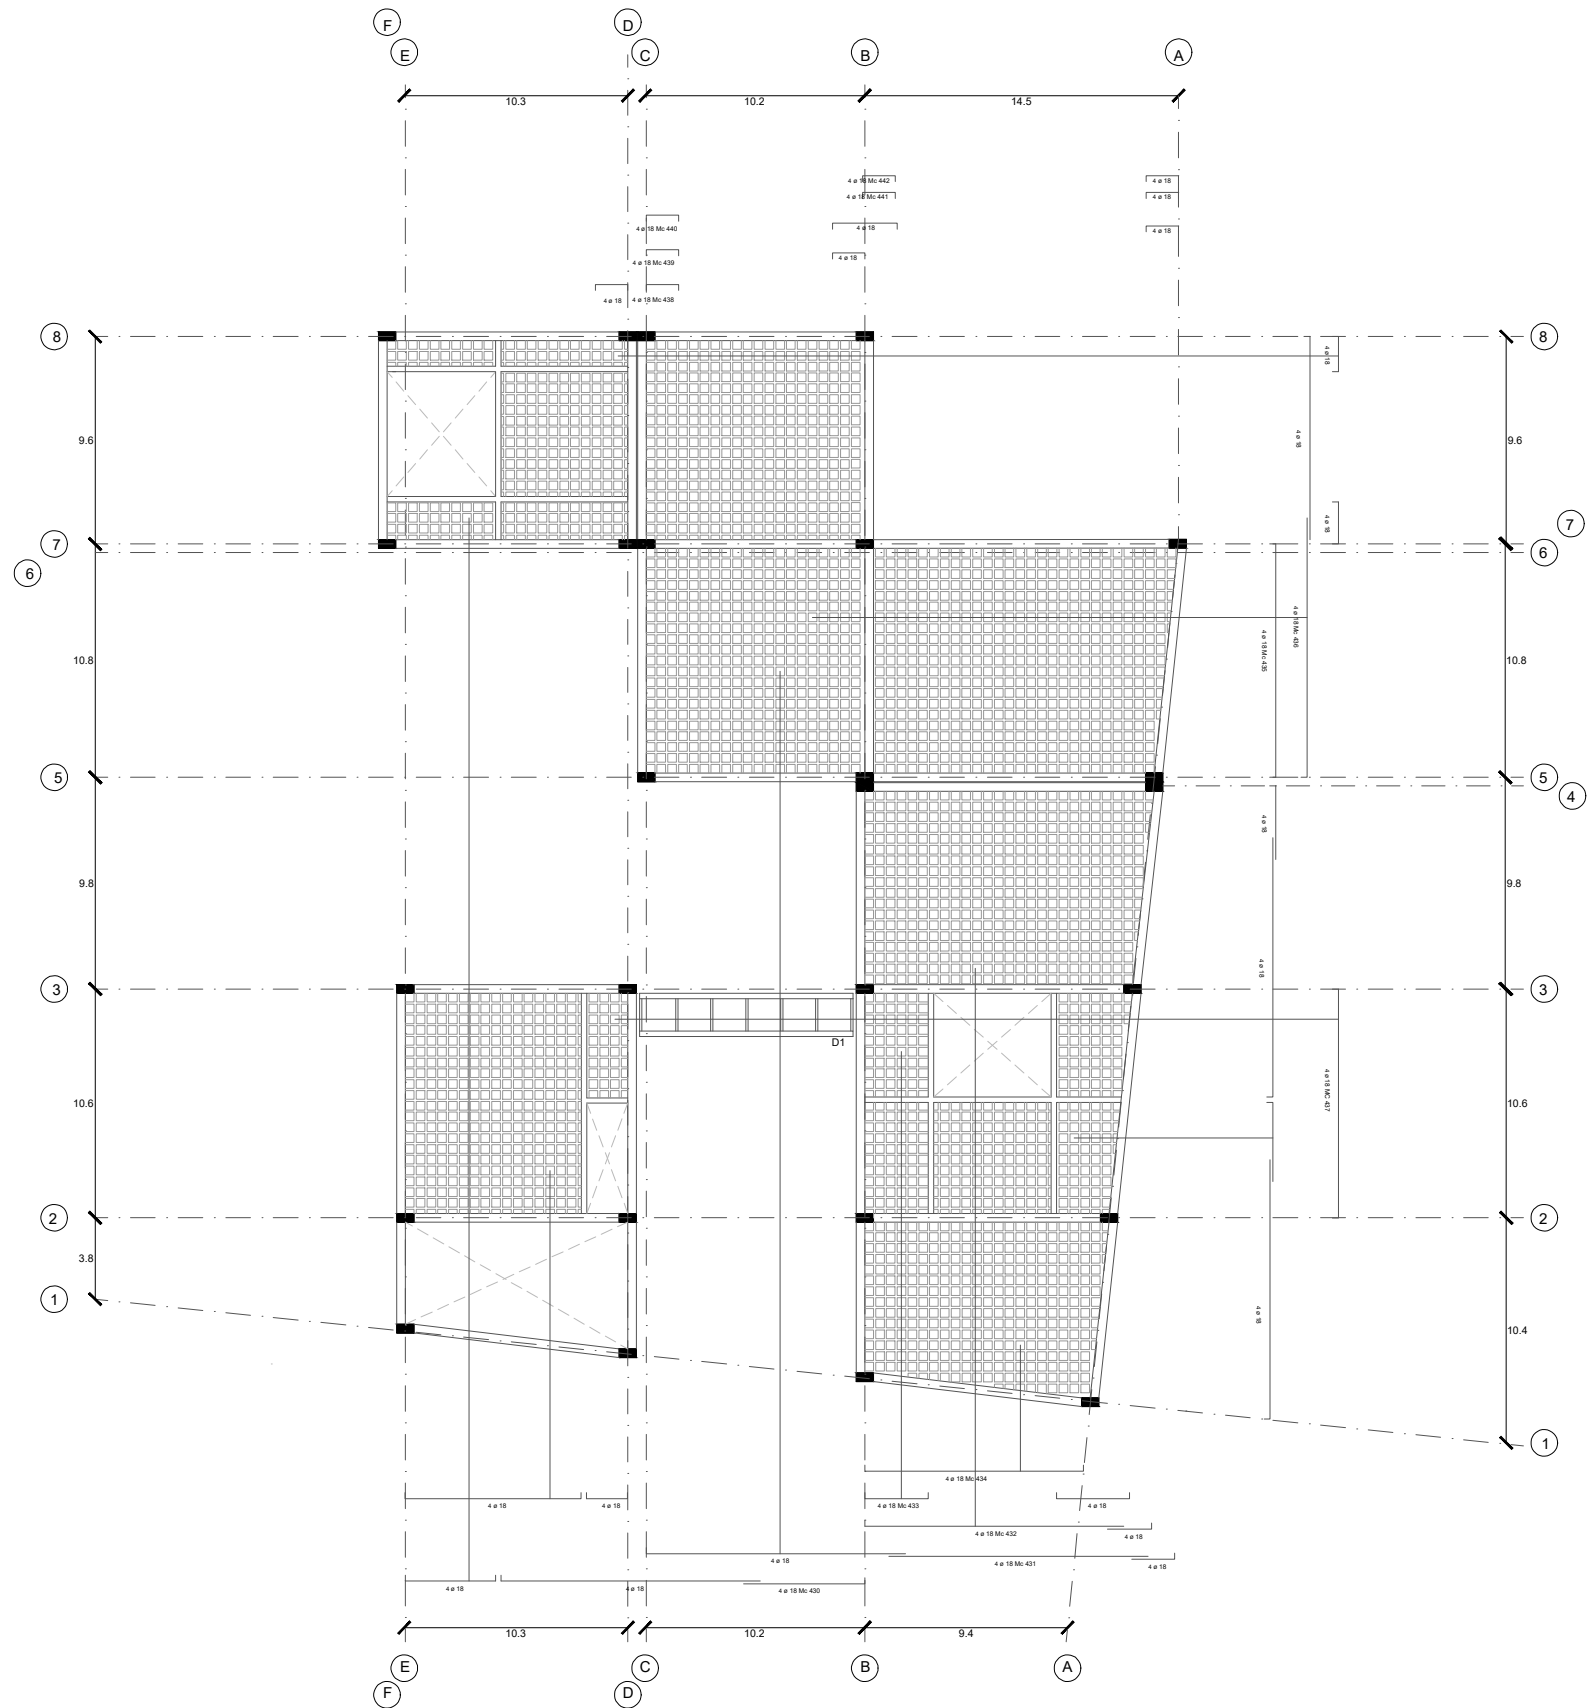 F
D
E
C
B
A
10.3
10.2
14.5
4 ø 18 Mc 442
4 ø 18
4 ø 18 Mc 441
4 ø 18
4 ø 18 Mc 440
4 ø 18
4 ø 18
4 ø 18 Mc 439
4 ø 18
4 ø 18
4 ø 18 Mc 438
8
8
4 ø 18
9.6
4 ø 18
9.6
4 ø 18
7
7
6
6
4 ø 18 Mc 436
4 ø 18 Mc 435
10.8
10.8
5
5
4
4 ø 18
9.8
9.8
4 ø 18
3
3
D1
4 ø 18 MC 437
10.6
10.6
2
2
3.8
1
4 ø 18
10.4
1
4 ø 18 Mc 434
4 ø 18
4 ø 18
4 ø 18 Mc 433
4 ø 18
4 ø 18 Mc 432
4 ø 18
4 ø 18
4 ø 18 Mc 431
4 ø 18
4 ø 18
4 ø 18
4 ø 18 Mc 430
10.3
10.2
9.4
E
C
B
A
F
D